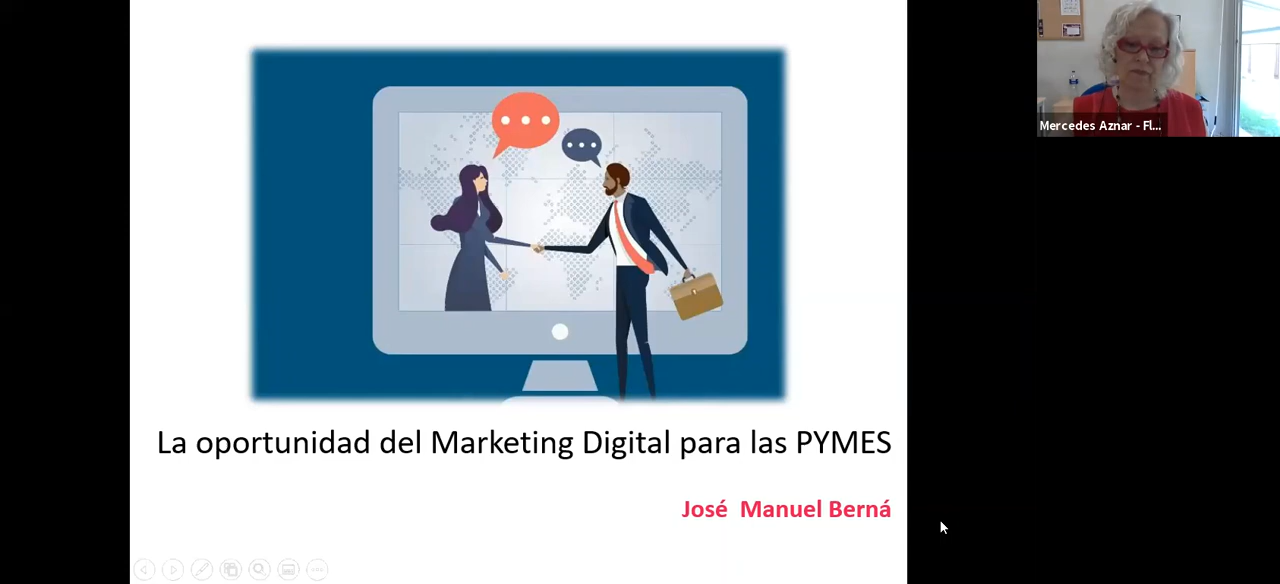 Mercedes Aznar - Fl...
La oportunidad del Marketing Digital para las PYMES
José Manuel Berná